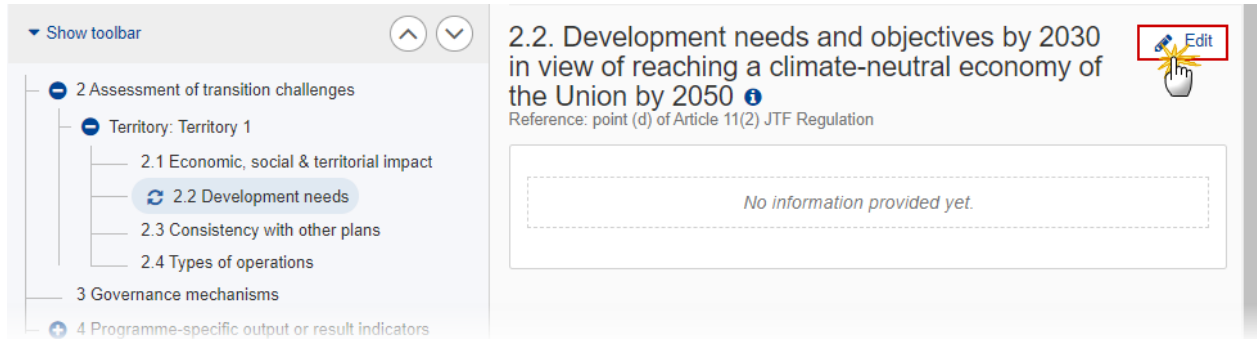 Show toolbar
2 Assessment of transition challenges
Territory: Territory 1
2.1 Economic, social & territorial impact
2.2 Development needs
2.3 Consistency with other plans
2.4 Types of operations
3 Governance mechanisms
4 Programme-specific output or result indicators
2.2. Development needs and objectives by 2030
in view of reaching a climate-neutral economy of
the Union by 2050
Reference: point (d) of Article 11(2) JTF Regulation
Edit
No information provided yet.